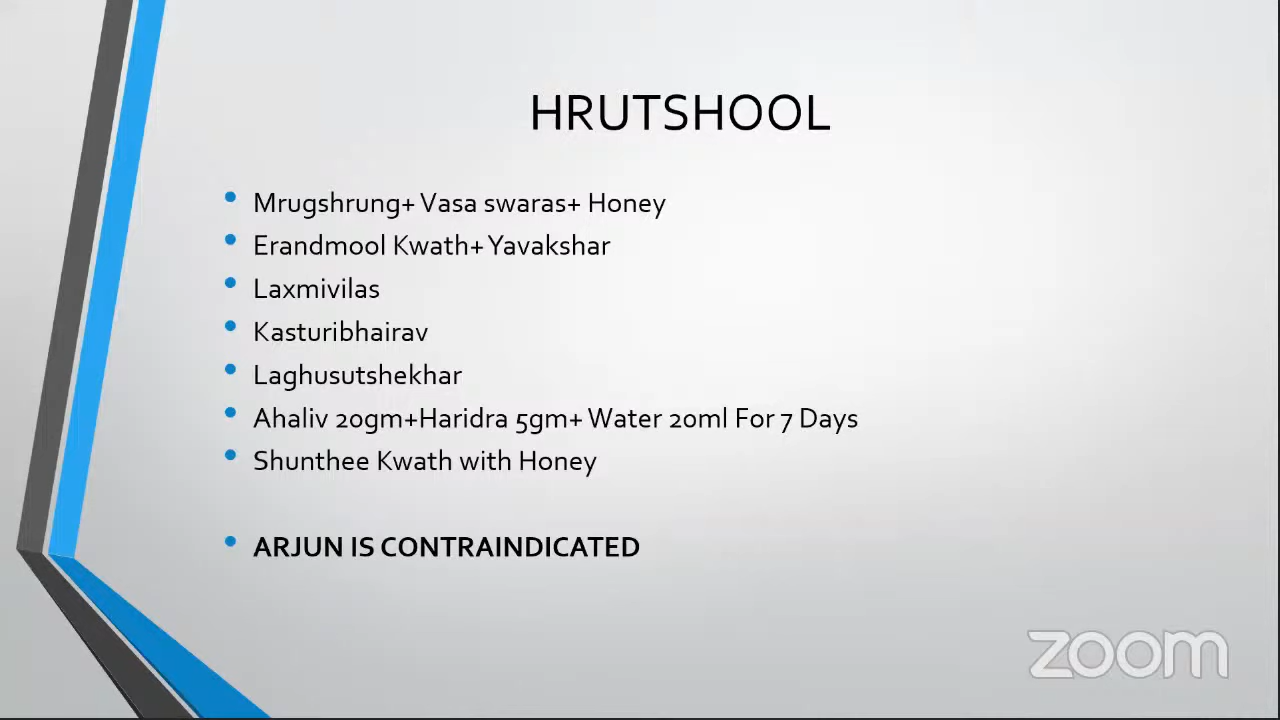 HRUTSHOOL
• Mrugshrung+ Vasa swaras+ Honey
• Erandmool Kwath+ Yavakshar
• Laxmivilas
• Kasturibhairav
• Laghusutshekhar
• Ahaliv 20gm+Haridra 5gm+ Water 20ml For 7 Days
• Shunthee Kwath with Honey
• ARJUN IS CONTRAINDICATED
zoom